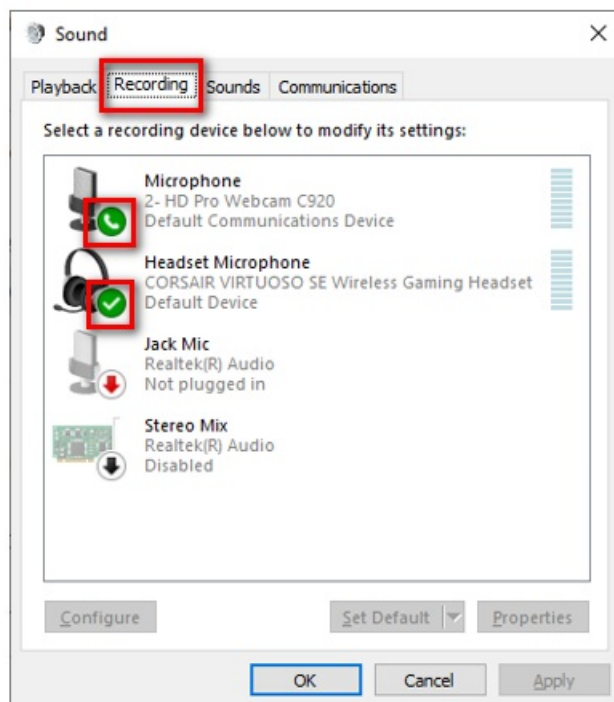 Sound
Playback Recording Sounds Communications
Select a recording device below to modify its settings:
Microphone
2- HD Pro Webcam C920
Default Communications Device
Headset Microphone
CORSAIR VIRTUOSO SE Wireless Gaming Headset
Default Device
Jack Mic
Realtek(R) Audio
Not plugged in
Stereo Mix
Realtek(R) Audio
Disabled
Configure Set Default Properties
OK Cancel Apply